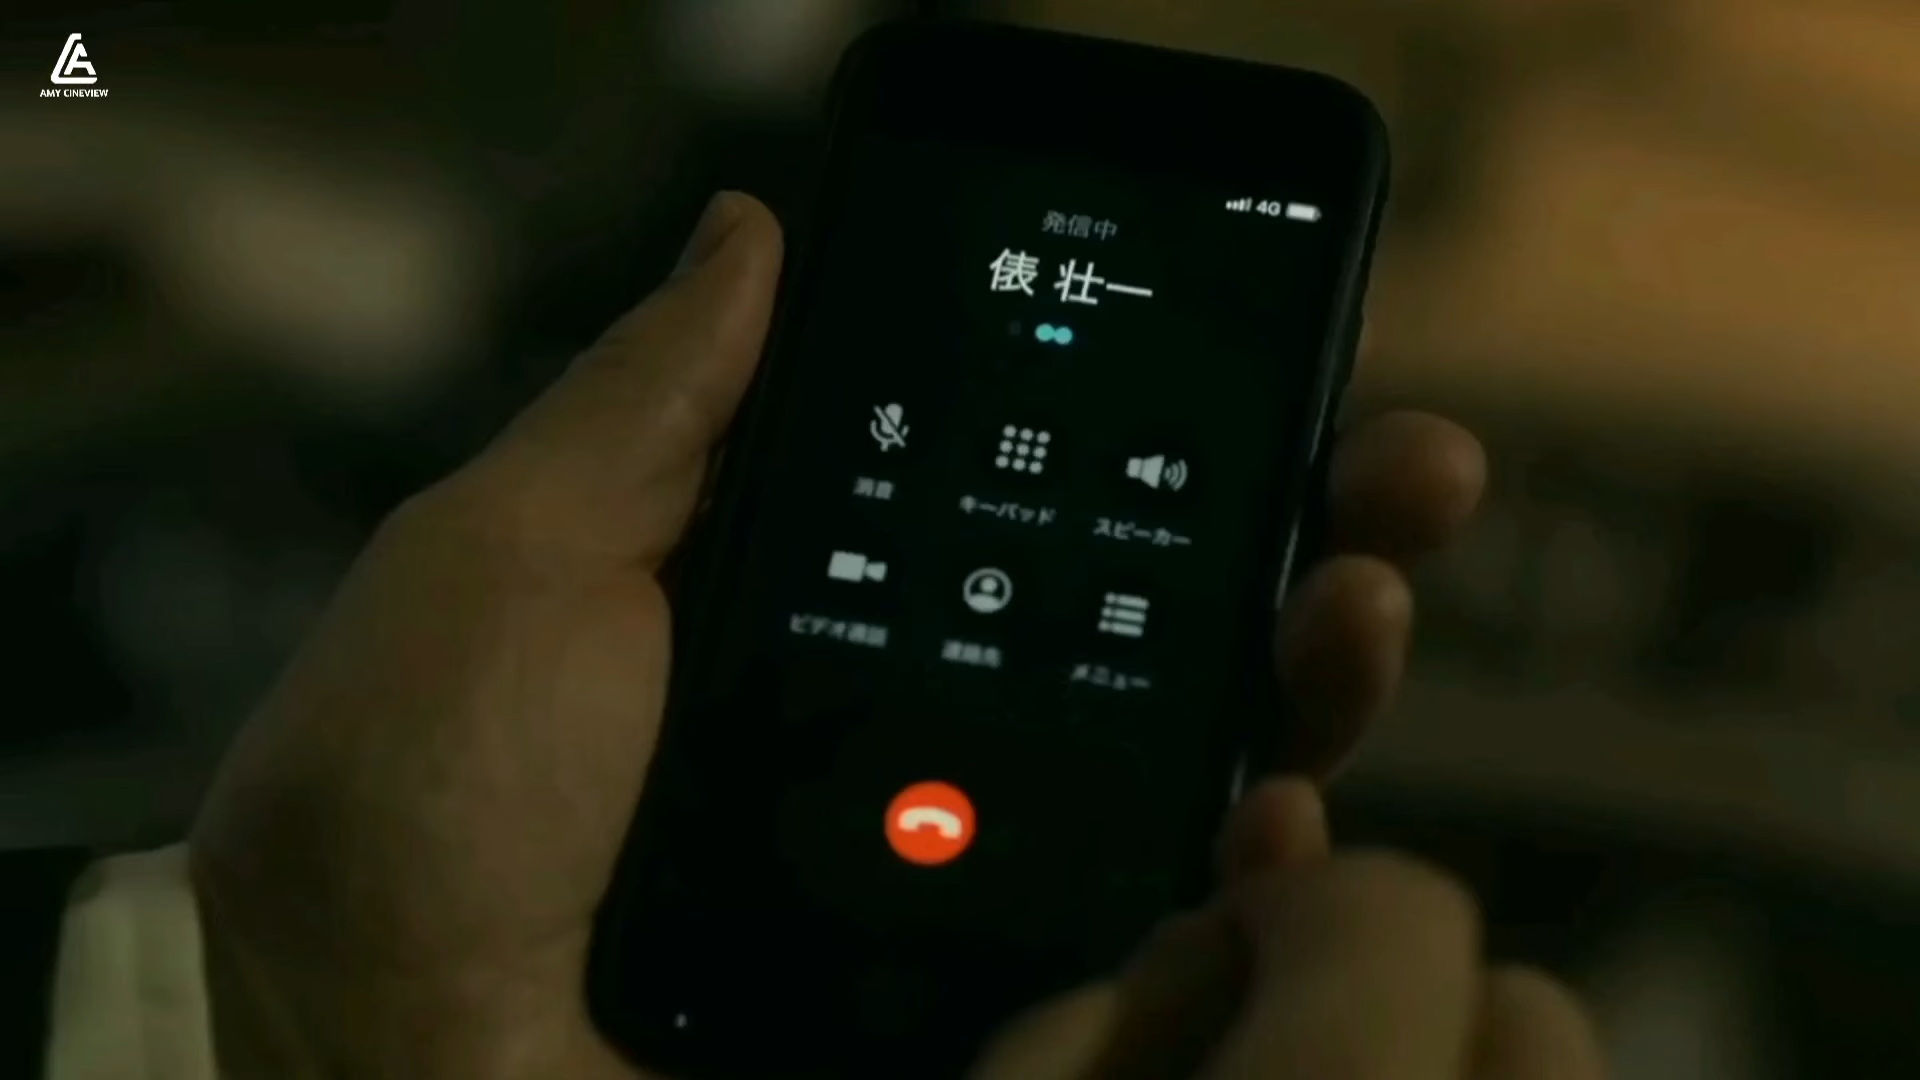 AMY CINEVIEW
4G
発信中
俵 壮一
消音
キーパッド
スピーカー
ビデオ通話
連絡先
メニュー